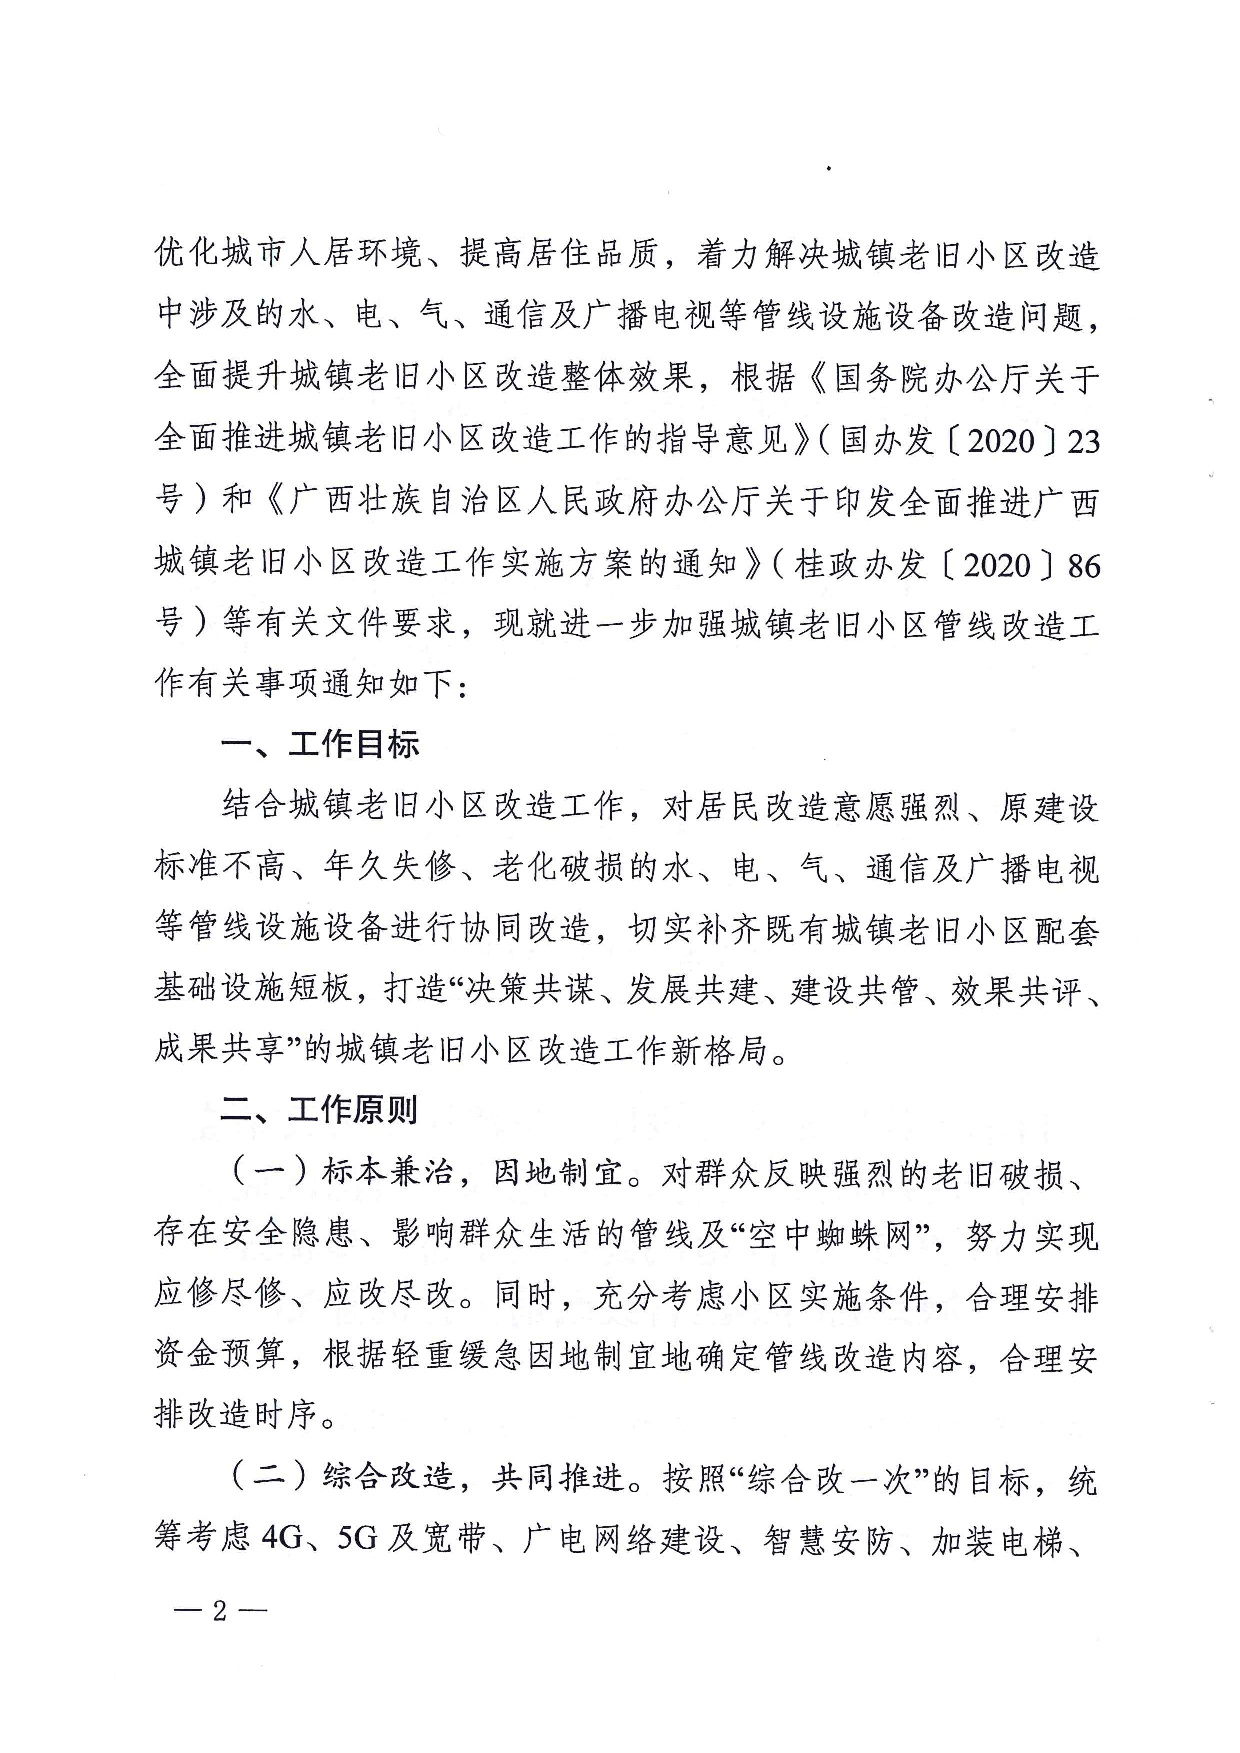 优化城市人居环境、提高居住品质，着力解决城镇老旧小区改造
中涉及的水、电、气、通信及广播电视等管线设施设备改造问题，
全面提升城镇老旧小区改造整体效果，根据《国务院办公厅关于
全面推进城镇老旧小区改造工作的指导意见》（国办发〔2020〕23
号）和《广西壮族自治区人民政府办公厅关于印发全面推进广西
城镇老旧小区改造工作实施方案的通知》（桂政办发〔2020〕86
号）等有关文件要求，现就进一步加强城镇老旧小区管线改造工
作有关事项通知如下：
一、工作目标
结合城镇老旧小区改造工作，对居民改造意愿强烈、原建设
标准不高、年久失修、老化破损的水、电、气、通信及广播电视
等管线设施设备进行协同改造，切实补齐既有城镇老旧小区配套
基础设施短板，打造“决策共谋、发展共建、建设共管、效果共评、
成果共享”的城镇老旧小区改造工作新格局。
二、工作原则
（一）标本兼治，因地制宜。对群众反映强烈的老旧破损、
存在安全隐患、影响群众生活的管线及“空中蜘蛛网”，努力实现
应修尽修、应改尽改。同时，充分考虑小区实施条件，合理安排
资金预算，根据轻重缓急因地制宜地确定管线改造内容，合理安
排改造时序。
（二）综合改造，共同推进。按照“综合改一次”的目标，统
筹考虑 4G、5G 及宽带、广电网络建设、智慧安防、加装电梯、
— 2 —